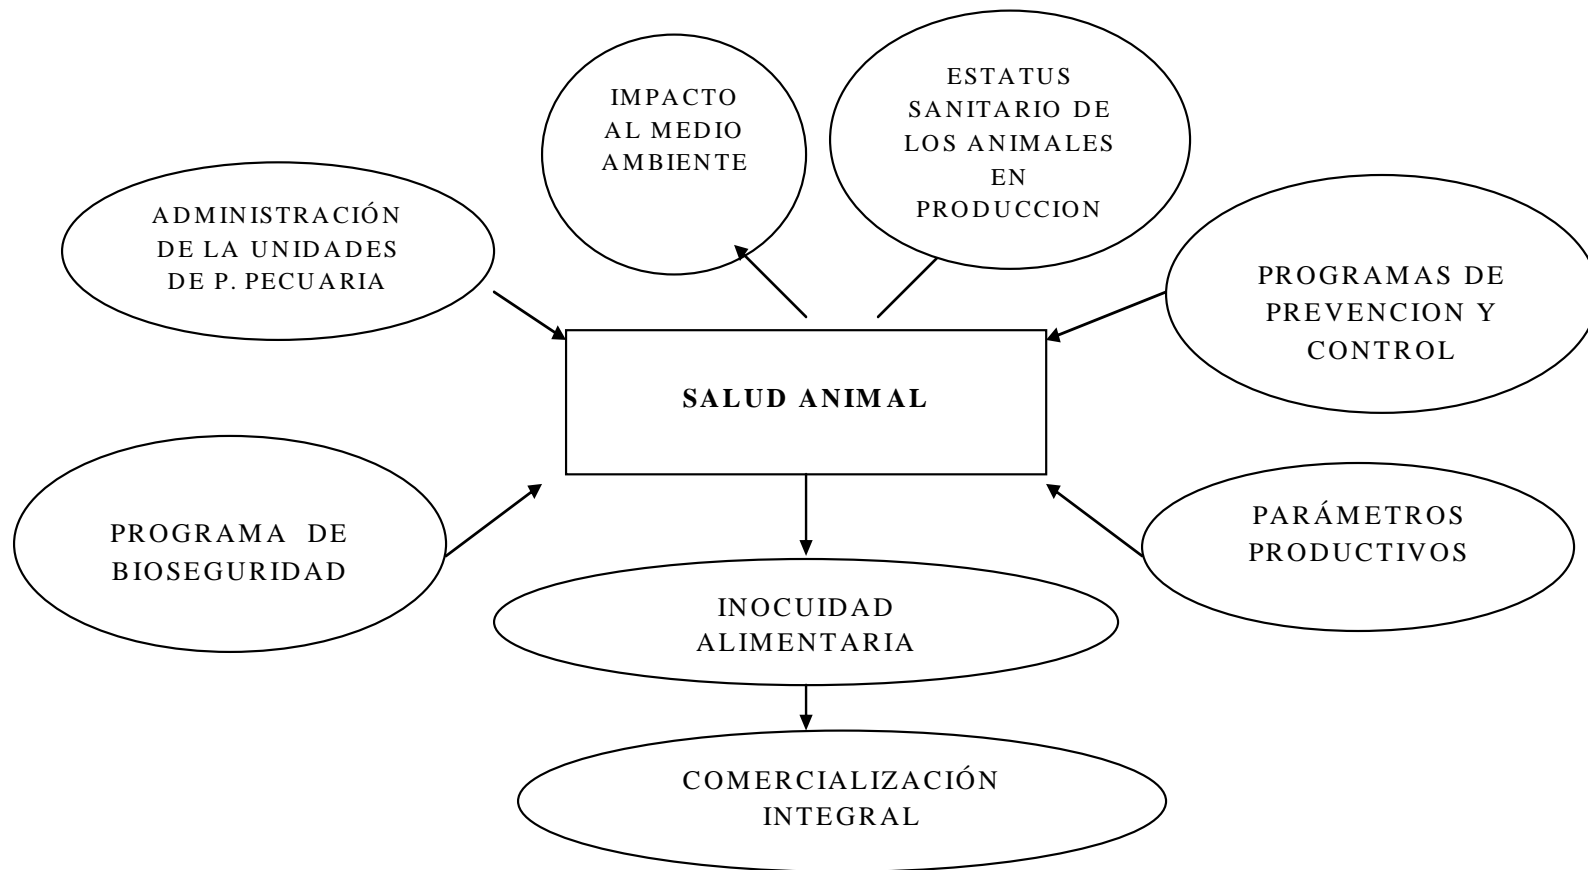 IMPACTO
AL MEDIO
AMBIENTE
ESTATUS
SANITARIO DE
LOS ANIMALES
EN
PRODUCCION
ADMINISTRACIÓN
DE LA UNIDADES
DE P. PECUARIA
PROGRAMAS DE
PREVENCION Y
CONTROL
SALUD ANIMAL
PROGRAMA DE
BIOSEGURIDAD
PARÁMETROS
PRODUCTIVOS
INOCUIDAD
ALIMENTARIA
COMERCIALIZACIÓN
INTEGRAL